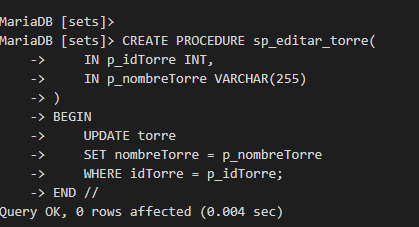 MariaDB [sets]>
MariaDB [sets]> CREATE PROCEDURE sp_editar_torre(
    ->     IN p_idTorre INT,
    ->     IN p_nombreTorre VARCHAR(255)
    -> )
    -> BEGIN
    ->     UPDATE torre
    ->     SET nombreTorre = p_nombreTorre
    ->     WHERE idTorre = p_idTorre;
    -> END //
Query OK, 0 rows affected (0.004 sec)